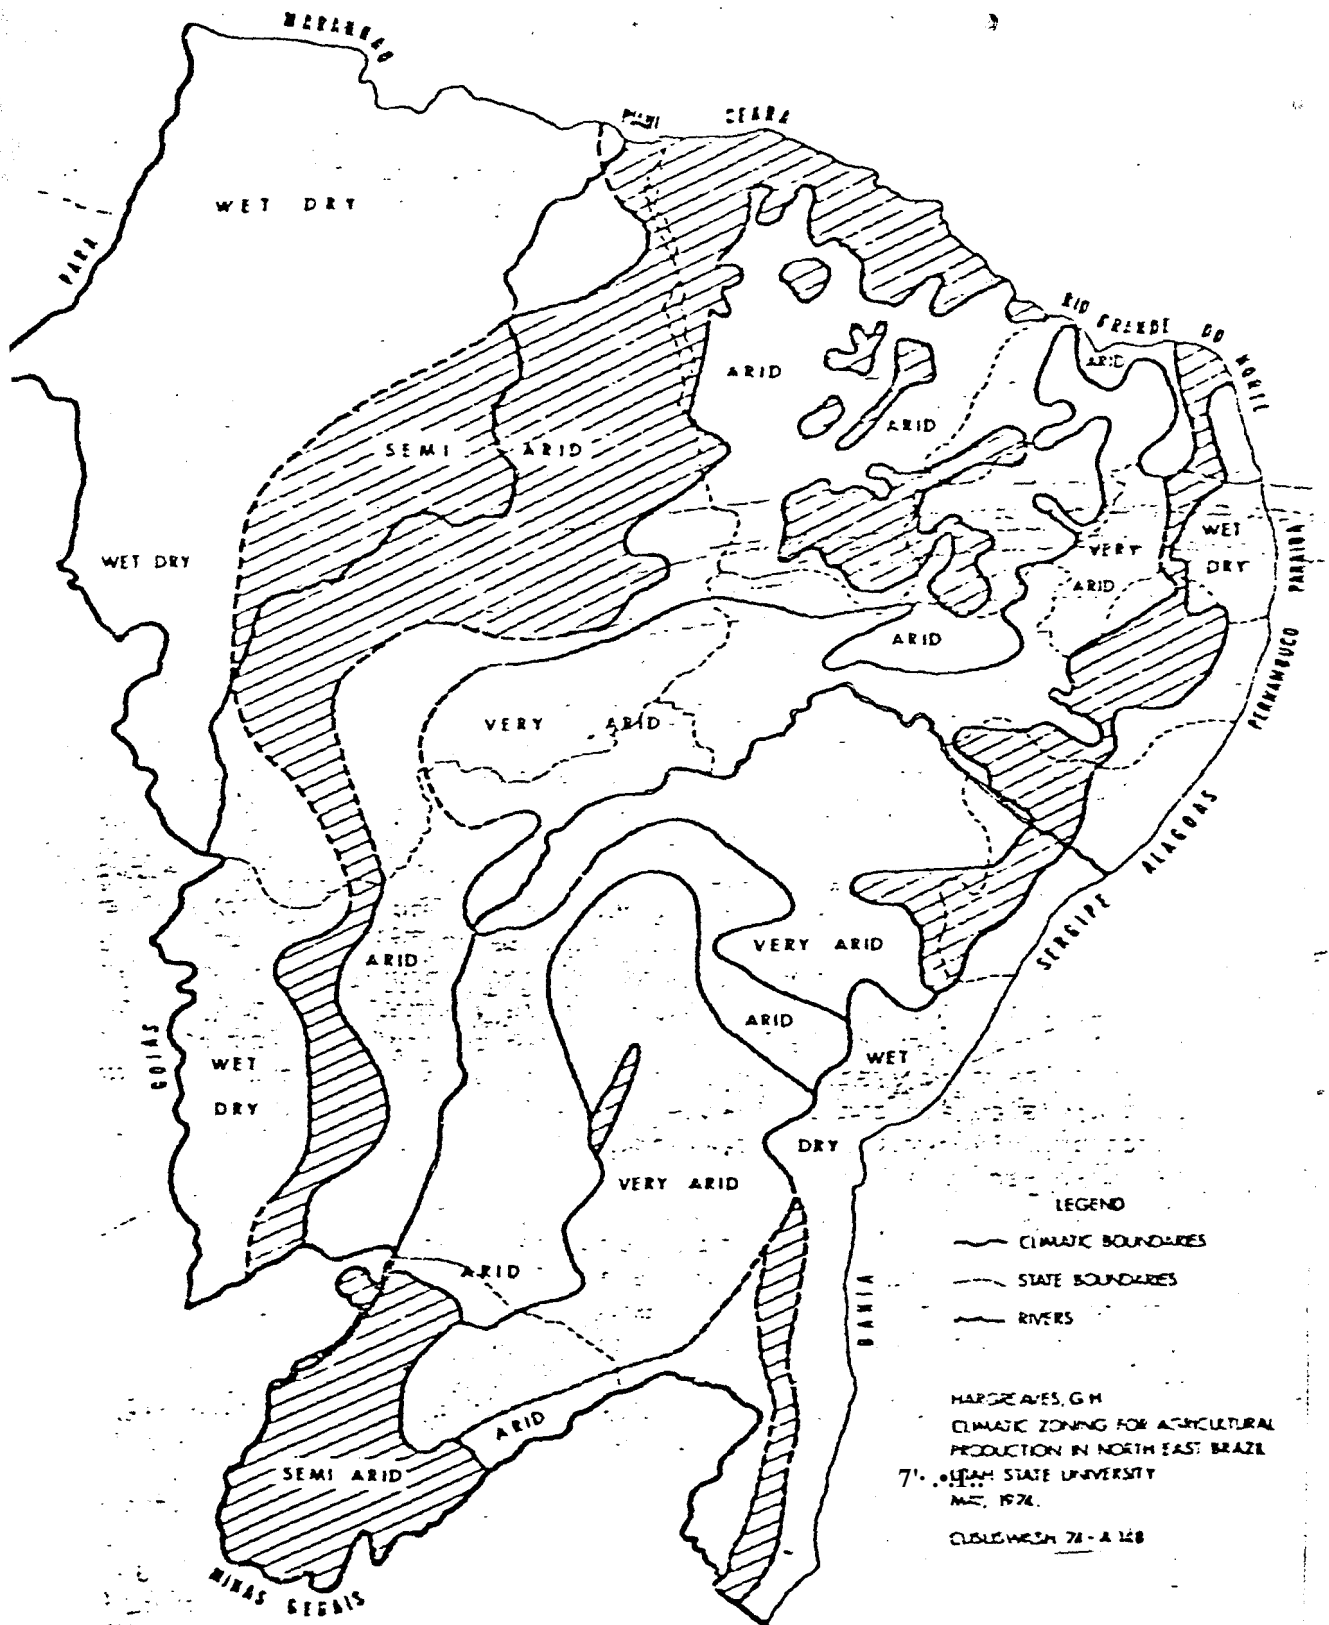 MARANHAO
PIAUI
CEARA
WET DRY
PARA
RIO GRANDE DO NORTE
ARID
ARID
ARID
SEMI ARID
WET DRY
WET
DRY
VERY
ARID
PARAIBA
ARID
PERNAMBUCO
VERY ARID
ALAGOAS
SERGIPE
VERY ARID
ARID
ARID
GOIAS
WET
DRY
WET
DRY
VERY ARID
ARID
BAHIA
ARID
SEMI ARID
MINAS GERAIS
LEGEND
CLIMATIC BOUNDARIES
STATE BOUNDARIES
RIVERS
HARGREAVES, G H
CLIMATIC ZONING FOR AGRICULTURAL
PRODUCTION IN NORTH EAST BRAZIL
UTAH STATE UNIVERSITY
1974.